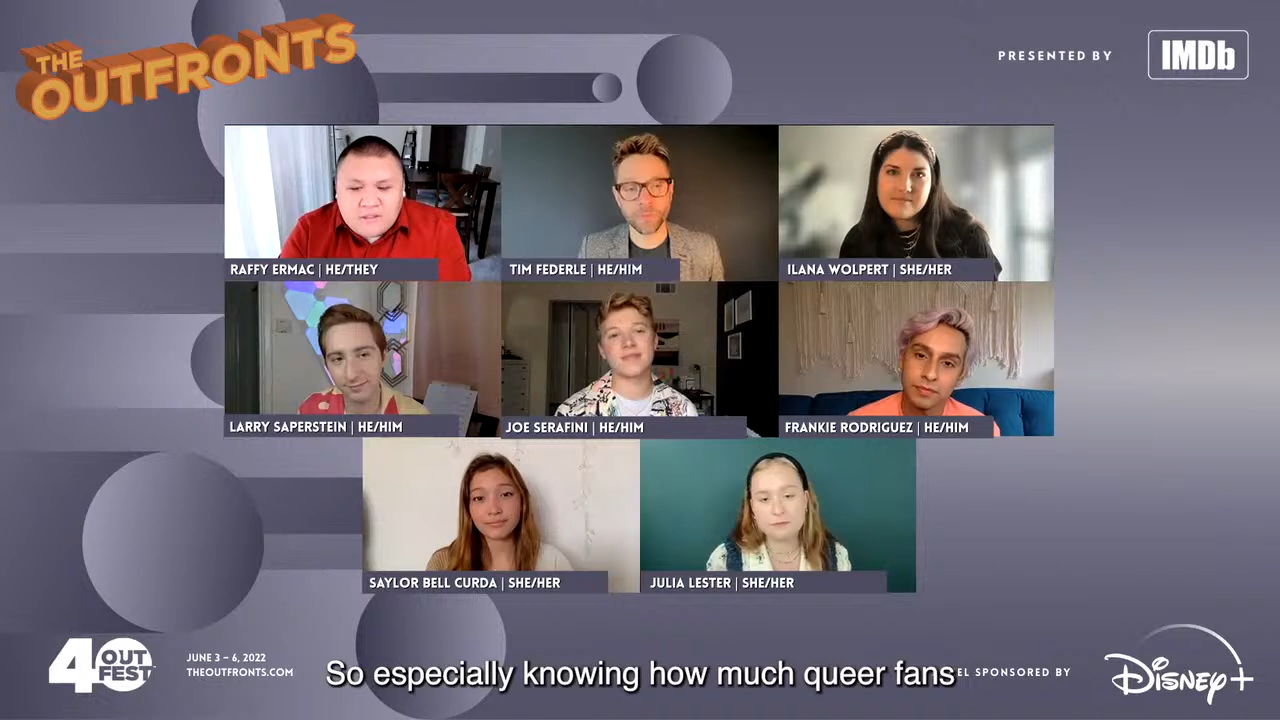 THE
OUTFRONTS
PRESENTED BY
IMDb
RAFFY ERMAC | HE/THEY
TIM FEDERLE | HE/HIM
ILANA WOLPERT | SHE/HER
LARRY SAPERSTEIN | HE/HIM
JOE SERAFINI | HE/HIM
FRANKIE RODRIGUEZ | HE/HIM
SAYLOR BELL CURDA | SHE/HER
JULIA LESTER | SHE/HER
4
OUT
FEST
JUNE 3 – 6, 2022
THEOUTFRONTS.COM
So especially knowing how much queer fans
EL SPONSORED BY
Disney+